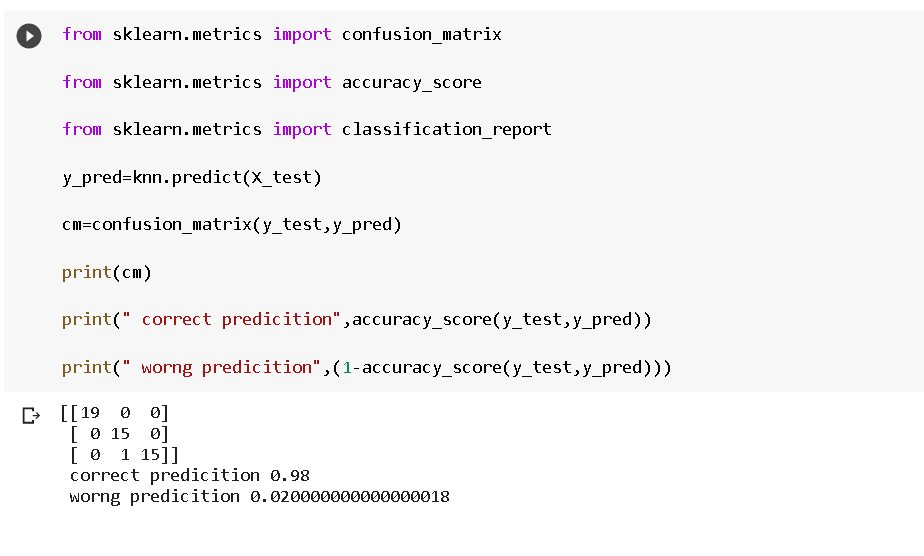 from sklearn.metrics import confusion_matrix
from sklearn.metrics import accuracy_score
from sklearn.metrics import classification_report
y_pred=knn.predict(X_test)
cm=confusion_matrix(y_test,y_pred)
print(cm)
print(" correct predicition",accuracy_score(y_test,y_pred))
print(" worng predicition",(1-accuracy_score(y_test,y_pred)))
[[19  0  0]
 [ 0 15  0]
 [ 0  1 15]]
 correct predicition 0.98
 worng predicition 0.020000000000000018